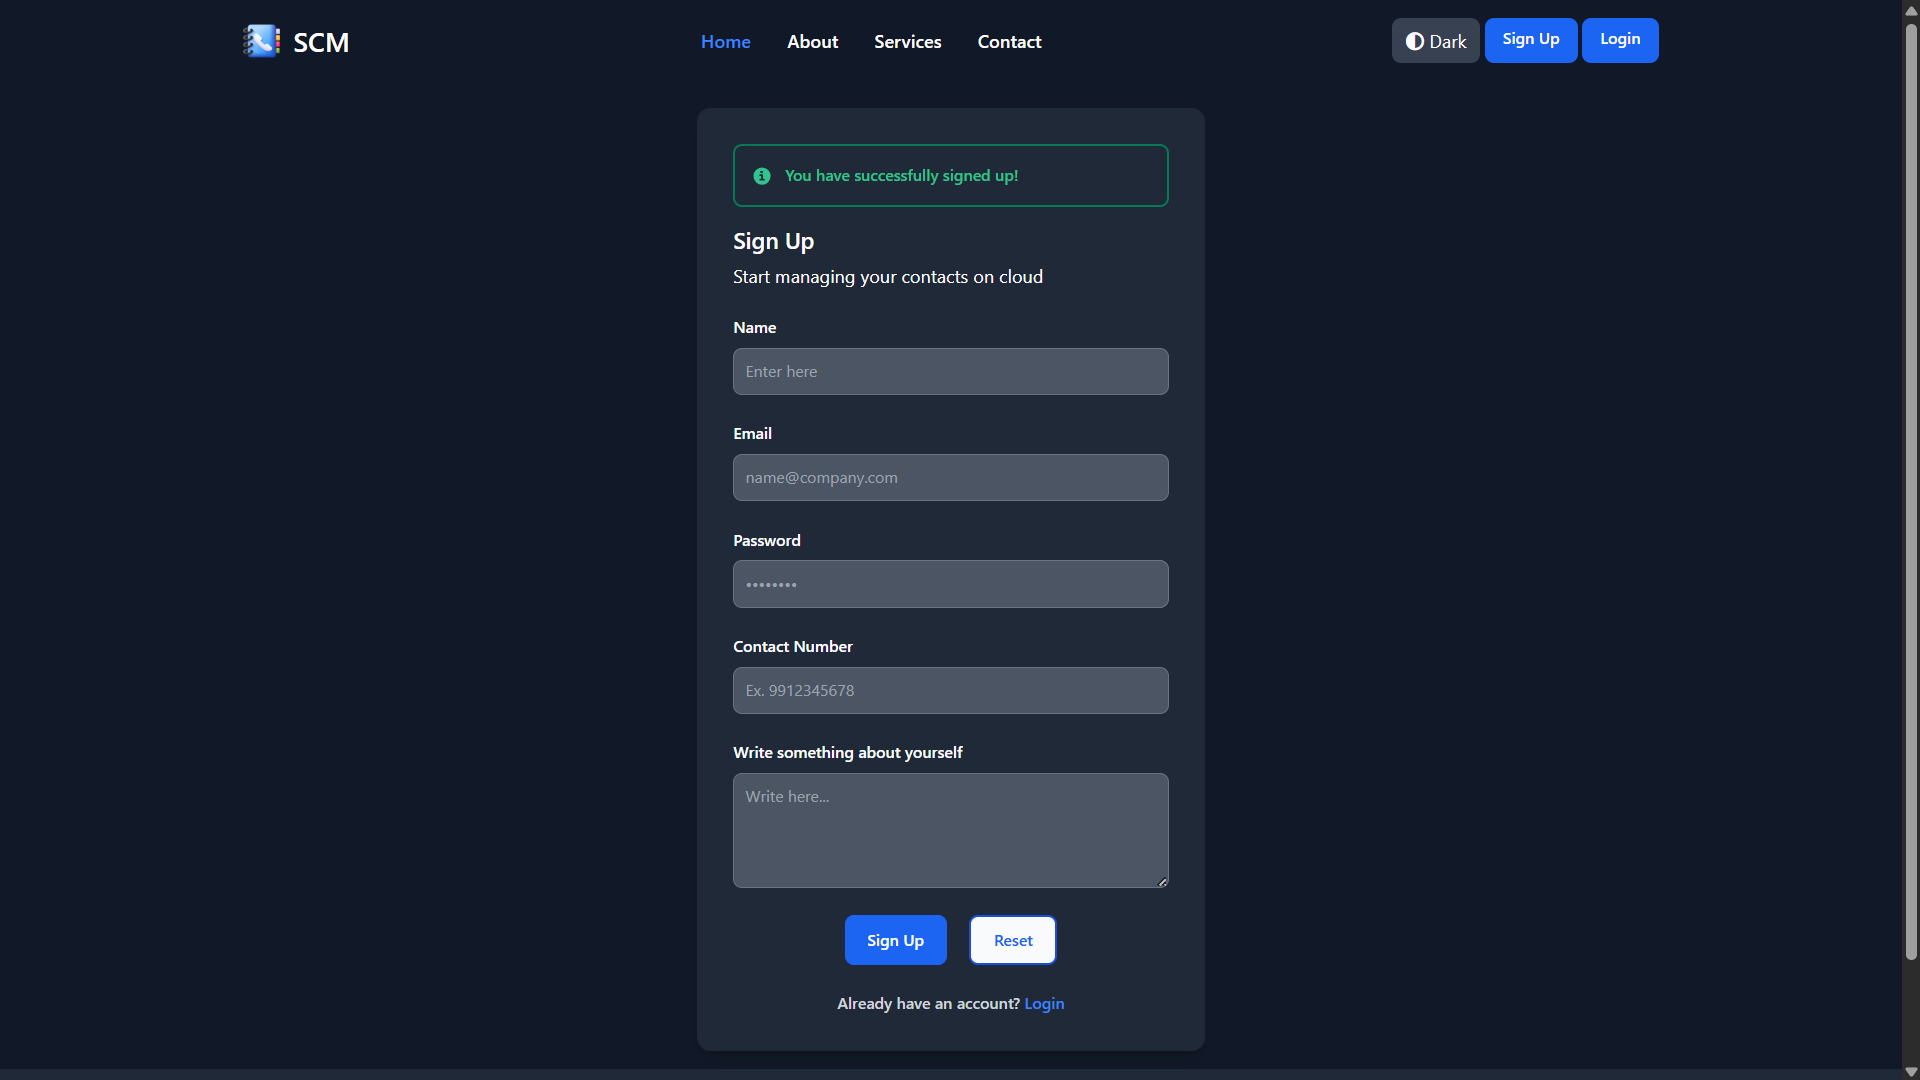 SCM
Home About Services Contact
Dark Sign Up Login
You have successfully signed up!
Sign Up
Start managing your contacts on cloud
Name
Enter here
Email
name@company.com
Password
••••••••
Contact Number
Ex. 9912345678
Write something about yourself
Write here...
Sign Up Reset
Already have an account? Login